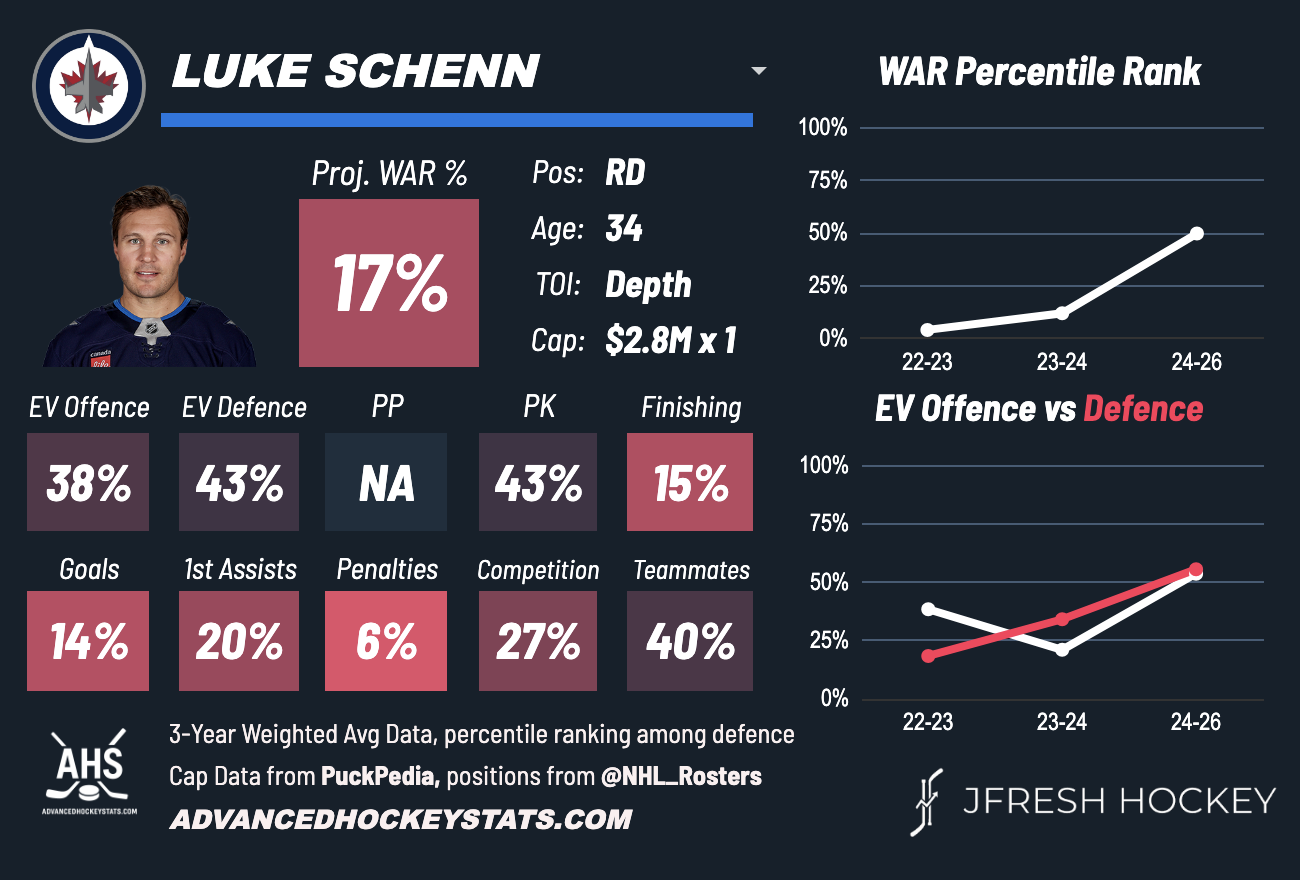 LUKE SCHENN
Proj. WAR %
17%
Pos: RD
Age: 34
TOI: Depth
Cap: $2.8M x 1
EV Offence EV Defence PP PK Finishing
38% 43% NA 43% 15%
Goals 1st Assists Penalties Competition Teammates
14% 20% 6% 27% 40%
WAR Percentile Rank
100%
75%
50%
25%
0%
22-23 23-24 24-26
EV Offence vs Defence
100%
75%
50%
25%
0%
22-23 23-24 24-26
AHS
ADVANCEDHOCKEYSTATS.COM
3-Year Weighted Avg Data, percentile ranking among defence
Cap Data from PuckPedia, positions from @NHL_Rosters
ADVANCEDHOCKEYSTATS.COM
JFRESH HOCKEY
canada